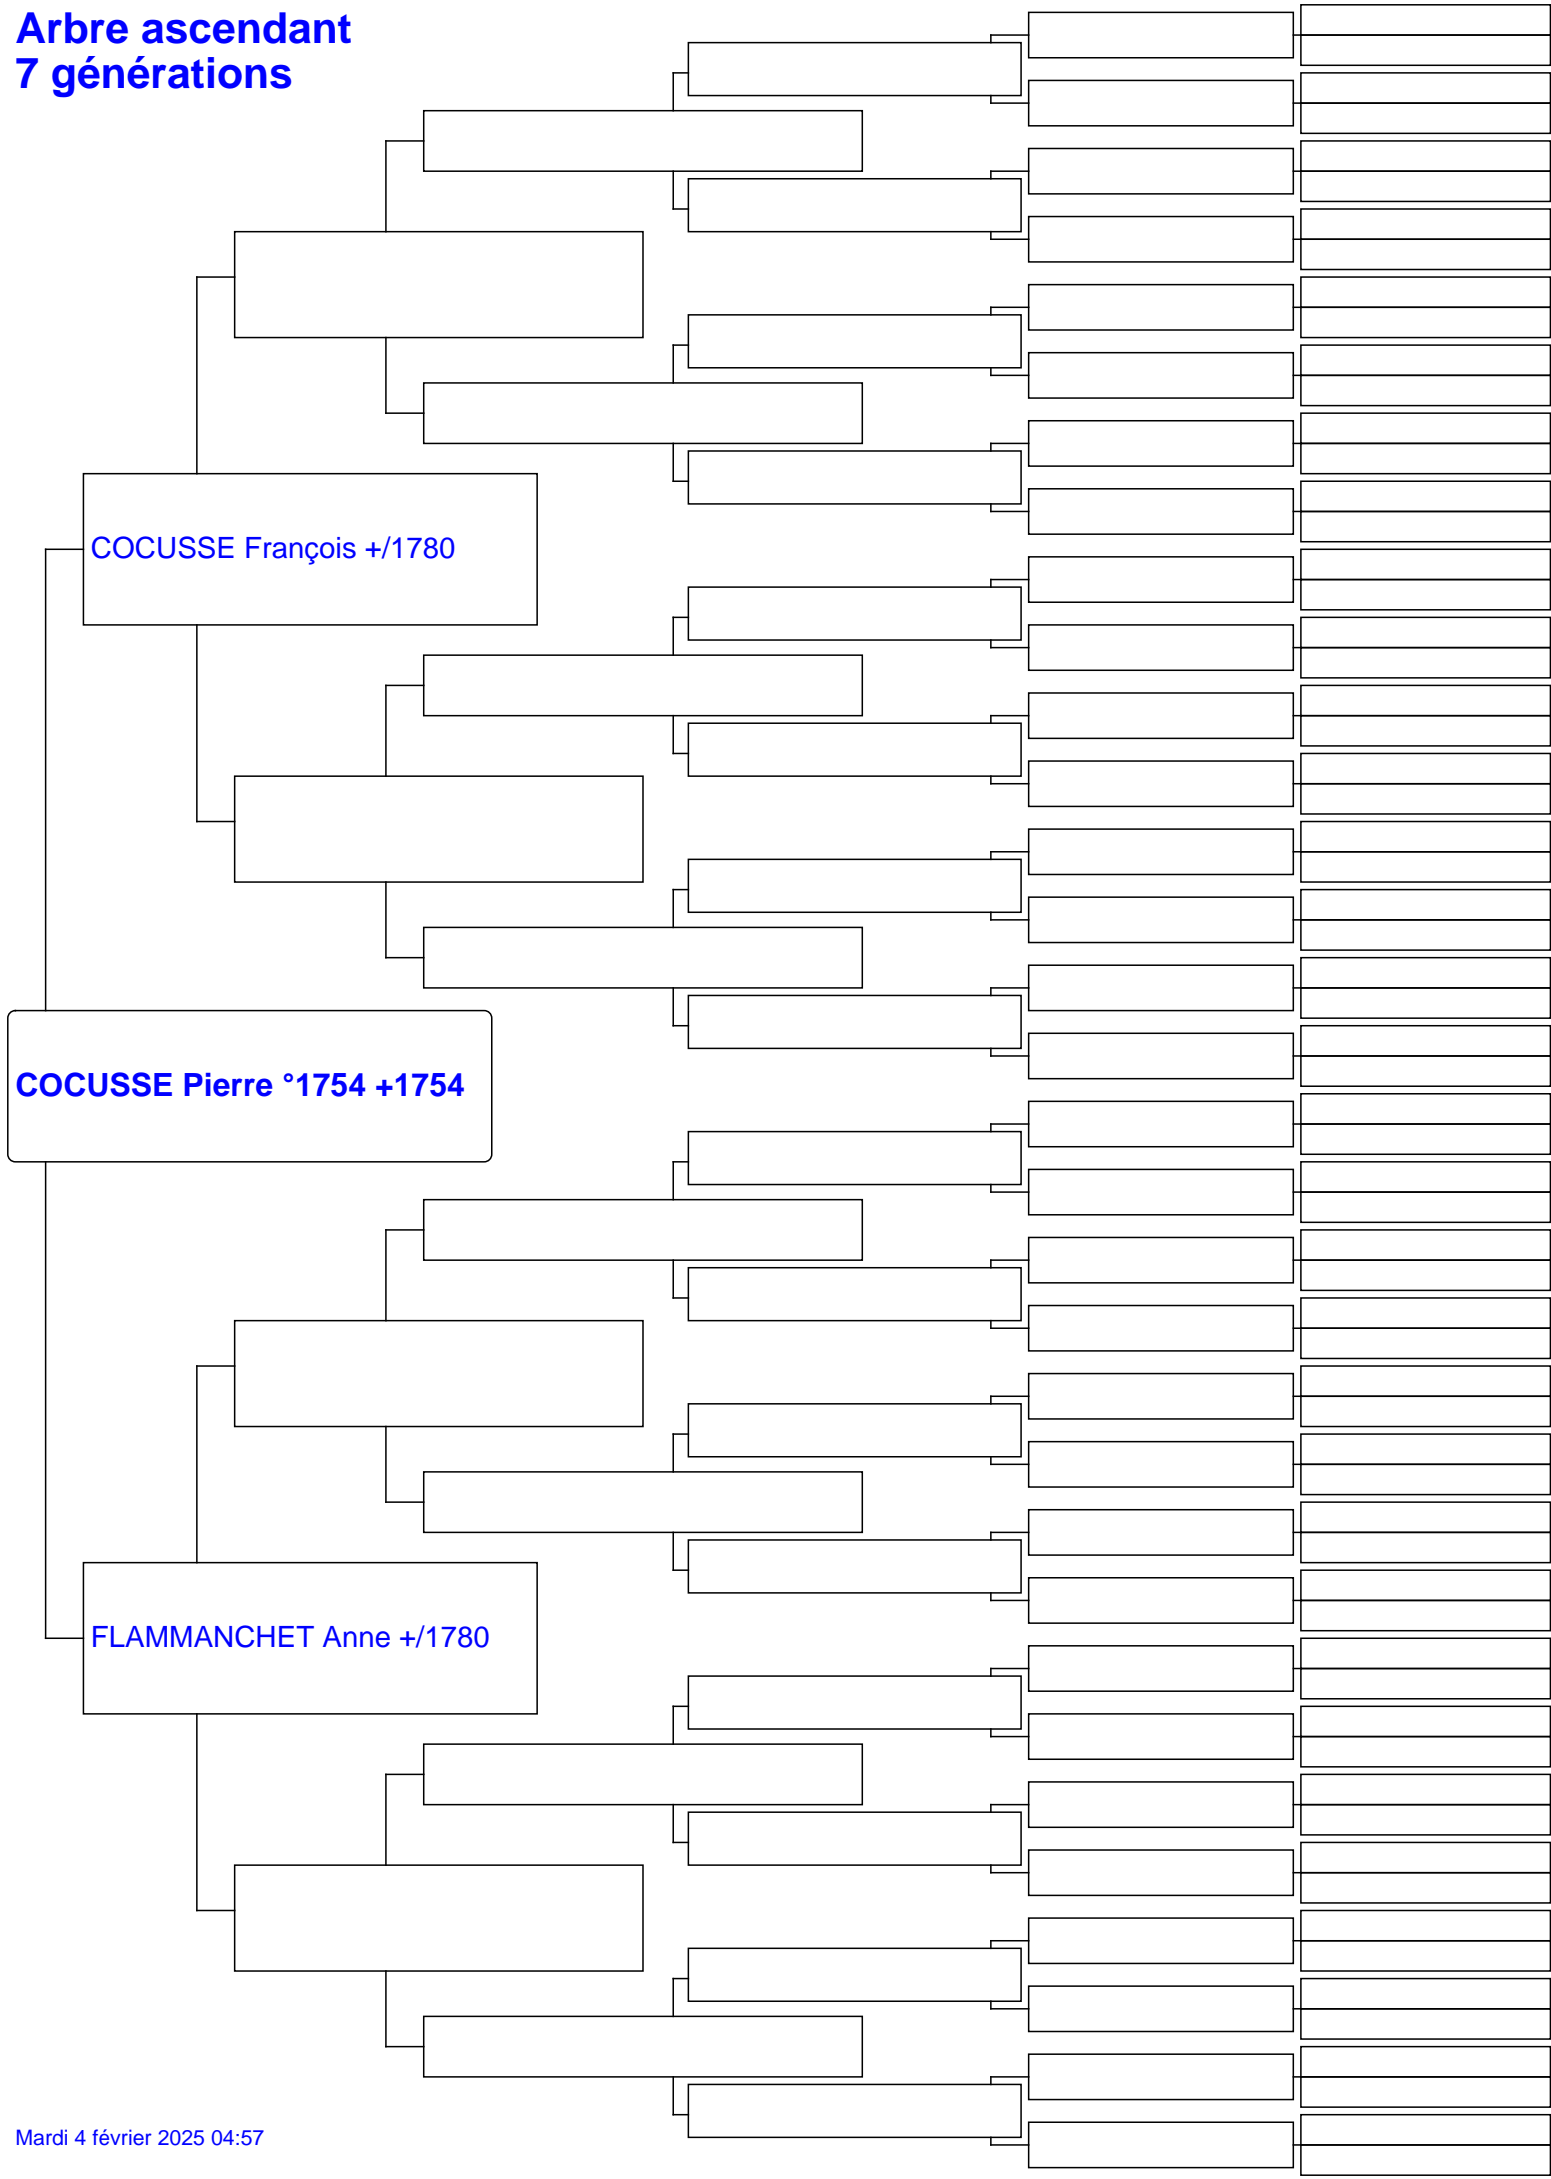 Arbre ascendant
7 générations
COCUSSE François +/1780
COCUSSE Pierre °1754 +1754
FLAMMANCHET Anne +/1780
Mardi 4 février 2025 04:57